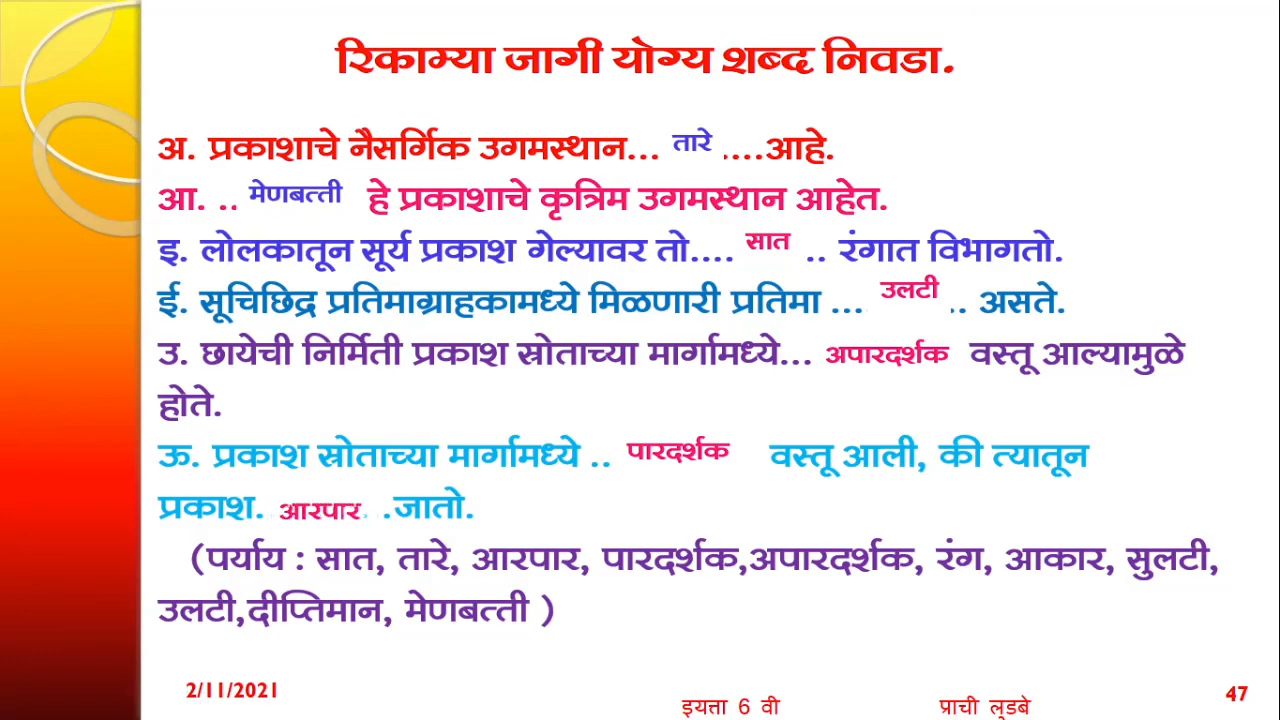 रिकाम्या जागी योग्य शब्द निवडा.
अ. प्रकाशाचे नैसर्गिक उगमस्थान... तारे ....आहे.
आ. .. मेणबत्ती हे प्रकाशाचे कृत्रिम उगमस्थान आहेत.
इ. लोलकातून सूर्य प्रकाश गेल्यावर तो.... सात .. रंगात विभागतो.
ई. सूचिछिद्र प्रतिमाग्राहकामध्ये मिळणारी प्रतिमा ... उलटी .. असते.
उ. छायेची निर्मिती प्रकाश स्रोताच्या मार्गामध्ये... अपारदर्शक वस्तू आल्यामुळे
होते.
ऊ. प्रकाश स्रोताच्या मार्गामध्ये .. पारदर्शक वस्तू आली, की त्यातून
प्रकाश. आरपार. .जातो.
(पर्याय : सात, तारे, आरपार, पारदर्शक,अपारदर्शक, रंग, आकार, सुलटी,
उलटी,दीप्तिमान, मेणबत्ती )
2/11/2021 इयत्ता 6 वी प्राची लूडबे 47